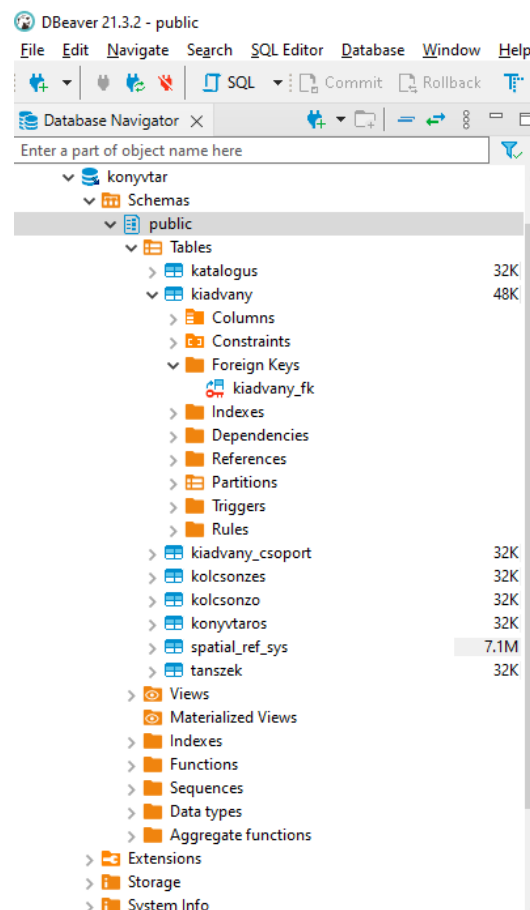 DBeaver 21.3.2 - public
File Edit Navigate Search SQL Editor Database Window Help
SQL Commit Rollback T
Database Navigator
Enter a part of object name here
konyvtar
Schemas
public
Tables
katalogus 32K
kiadvany 48K
Columns
Constraints
Foreign Keys
kiadvany_fk
Indexes
Dependencies
References
Partitions
Triggers
Rules
kiadvany_csoport 32K
kolcsonzes 32K
kolcsonzo 32K
konyvtaros 32K
spatial_ref_sys 7.1M
tanszek 32K
Views
Materialized Views
Indexes
Functions
Sequences
Data types
Aggregate functions
Extensions
Storage
System Info